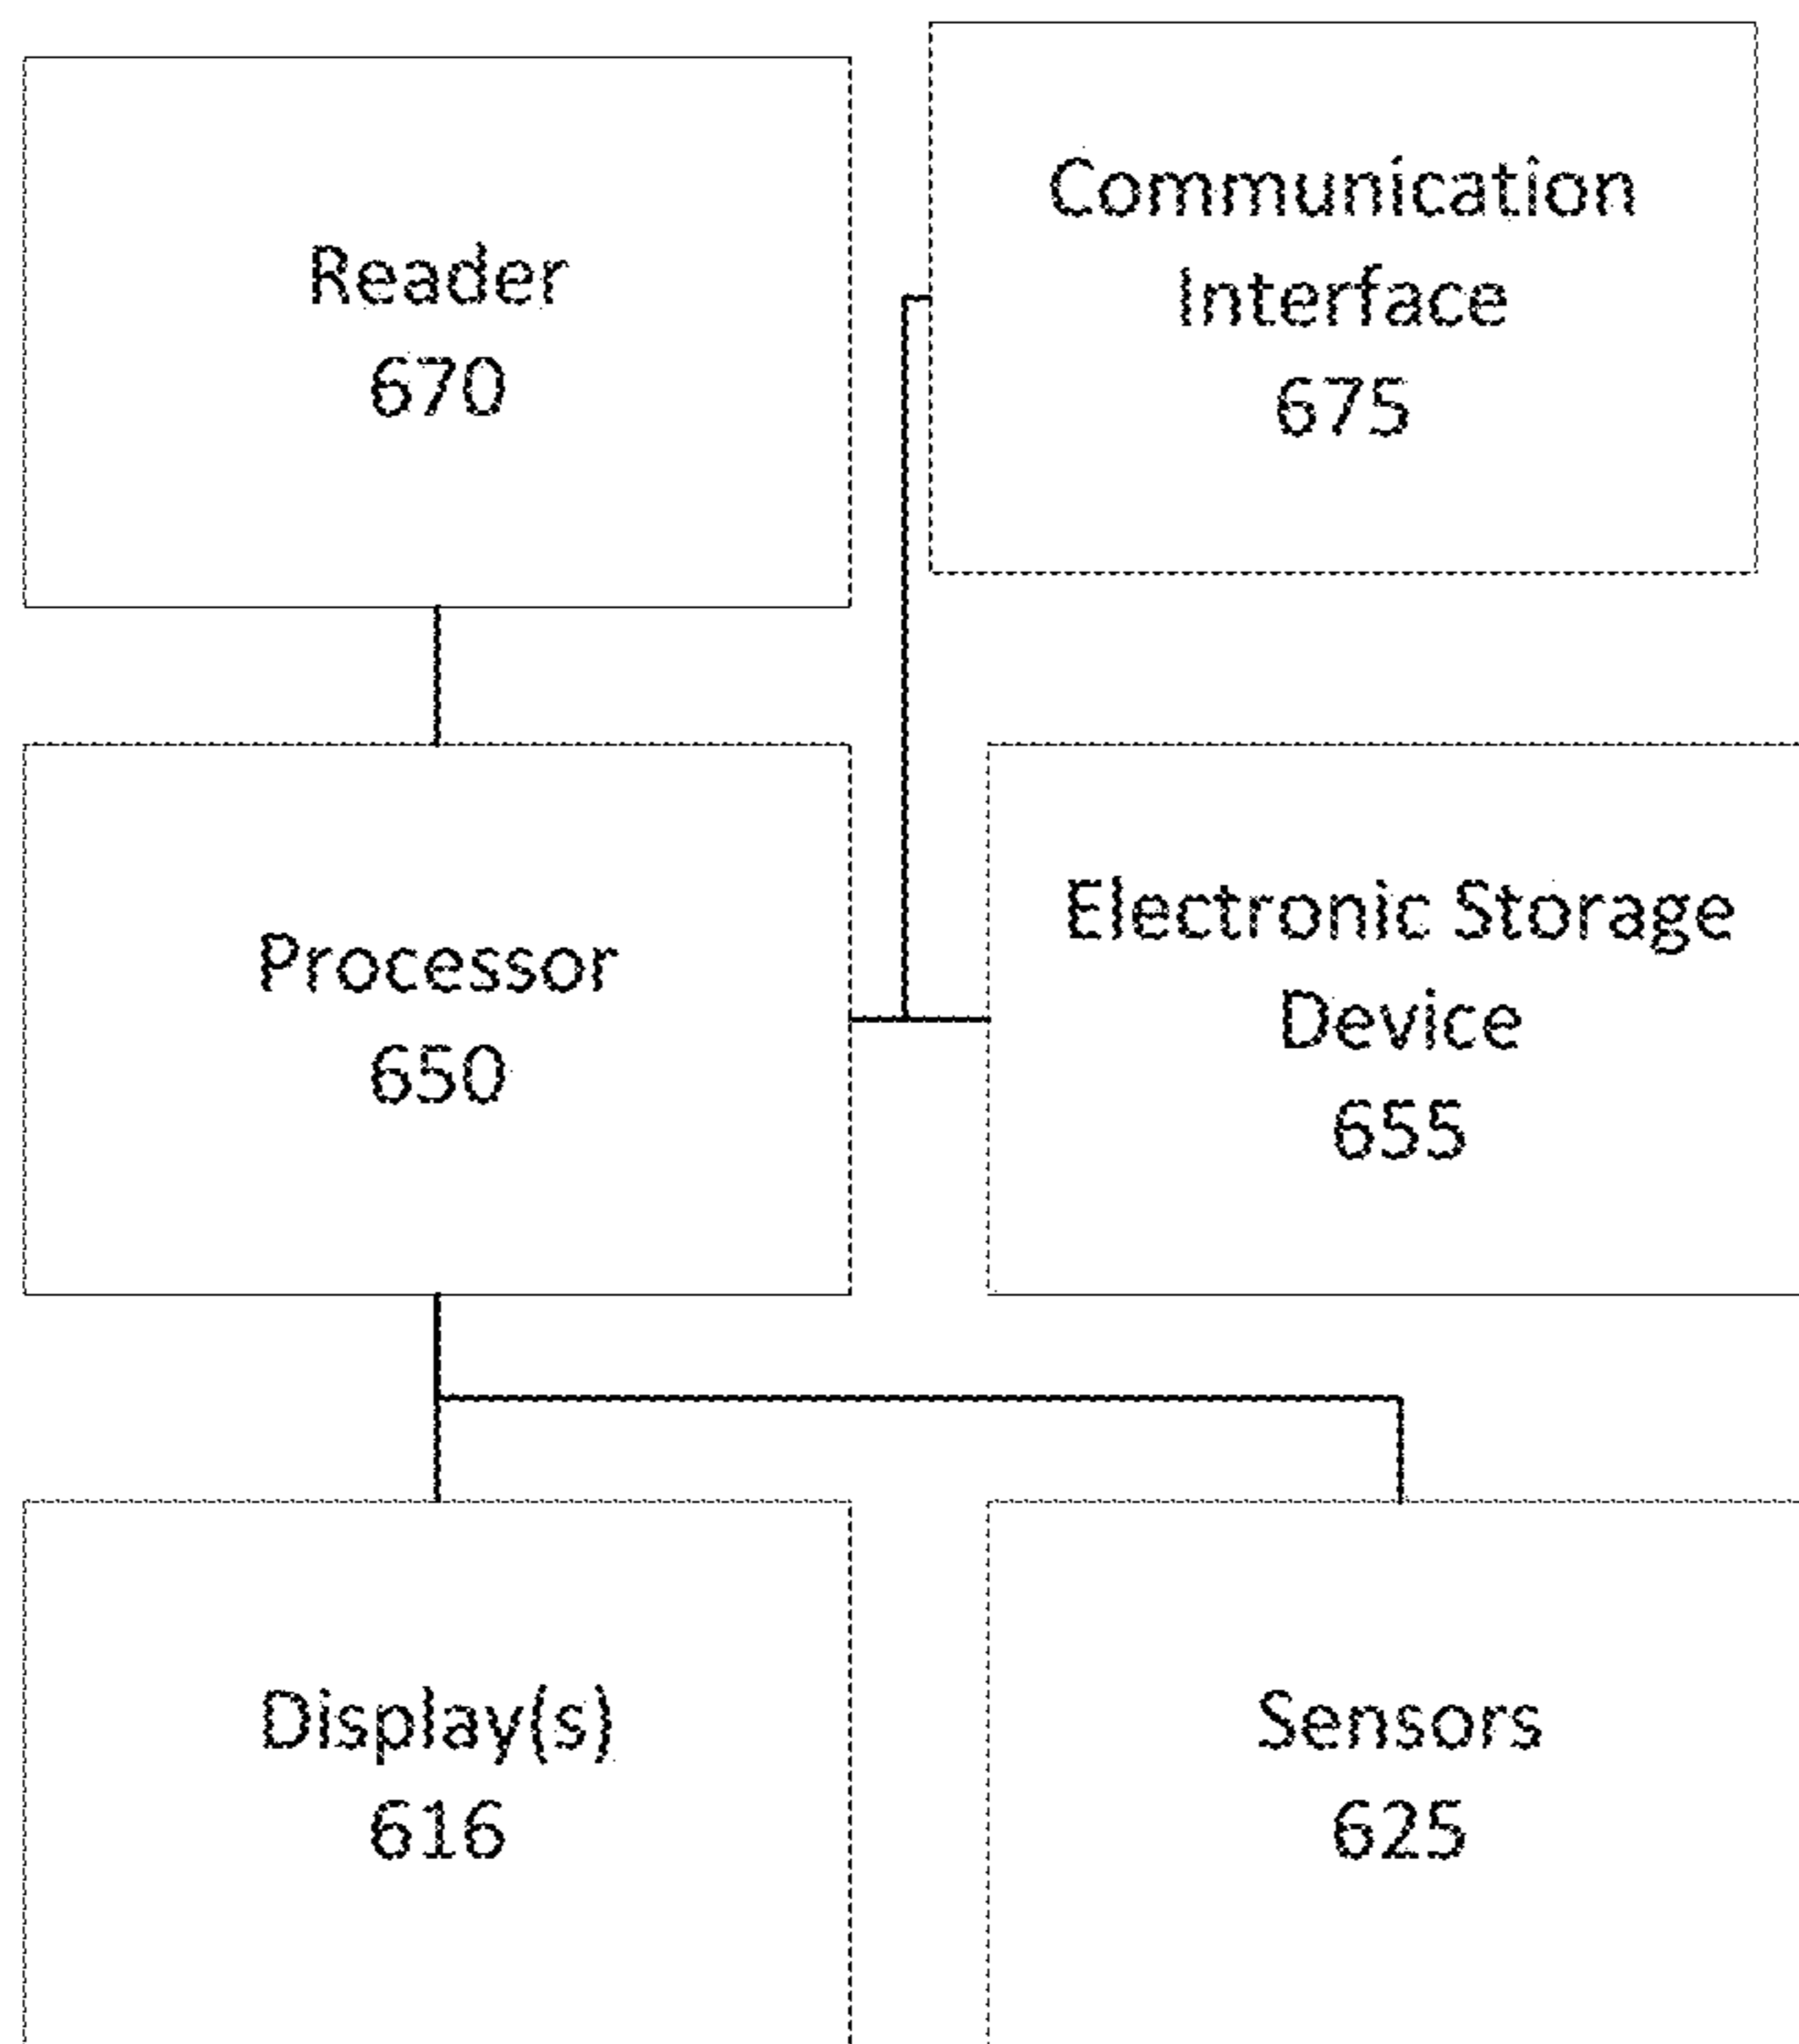 Reader
670
Communication
Interface
675
Processor
650
Electronic Storage
Device
655
Display(s)
616
Sensors
625